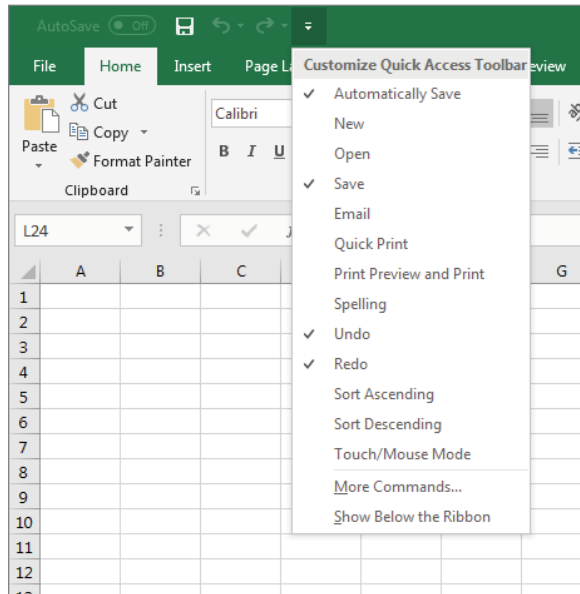 AutoSave Off
File Home Insert Page La
Customize Quick Access Toolbar
eview
Automatically Save
New
Open
Save
Email
Quick Print
Print Preview and Print
Spelling
Undo
Redo
Sort Ascending
Sort Descending
Touch/Mouse Mode
More Commands...
Show Below the Ribbon
Cut
Copy
Paste
Format Painter
Clipboard
Calibri
B I U
L24
A B C G
1
2
3
4
5
6
7
8
9
10
11
12